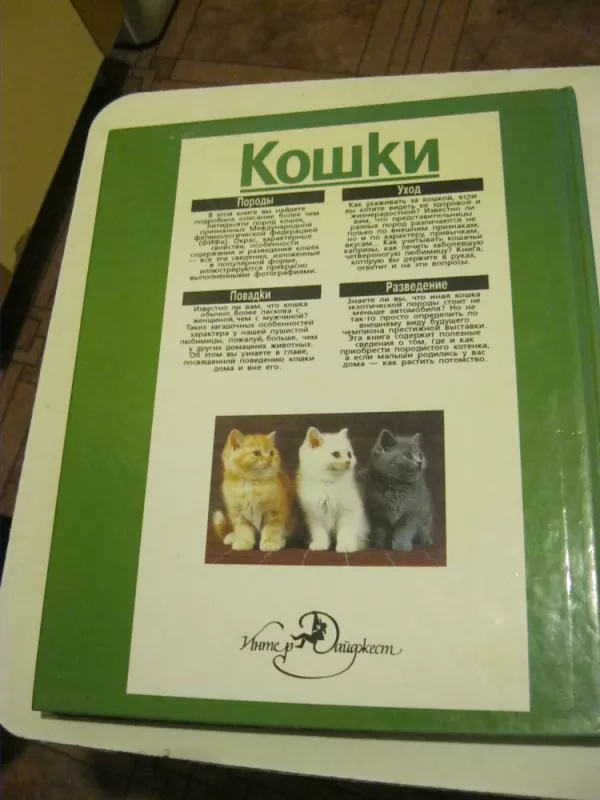 Кошки
Породы
В этой книге вы найдете
подробное описание более чем
пятидесяти пород кошек,
признанных Международной
фелинологической федерацией
(ФИФе). Окрас, характерные
свойства, особенности
содержания и разведения кошек
— все эти сведения, изложенные
в популярной форме,
иллюстрируются прекрасно
выполненными фотографиями.
Уход
Как ухаживать за кошкой, если
вы хотите видеть ее здоровой и
жизнерадостной? Известно ли
вам, что представительницы
разных пород различаются не
только по внешним признакам,
но и по характеру, привычкам,
вкусам... Как учитывать кошачьи
капризы, как лечить заболевшую
четвероногую любимицу? Книга,
которую вы держите в руках,
ответит и на эти вопросы.
Повадки
Известно ли вам, что кошка
обычно более ласкова с
женщиной, чем с мужчиной?
Таких загадочных особенностей
характера у нашей пушистой
любимицы, пожалуй, больше, чем
у других домашних животных.
Об этом вы узнаете в главе,
посвященной поведению кошки
дома и вне его.
Разведение
Знаете ли вы, что иная кошка
экзотической породы стоит не
меньше автомобиля? Но не
так-то просто определить по
внешнему виду будущего
чемпиона престижной выставки.
Эта книга содержит полезные
сведения о том, где и как
приобрести породистого котенка,
а если малыши родились у вас
дома — как растить потомство.
Интер Дайджест